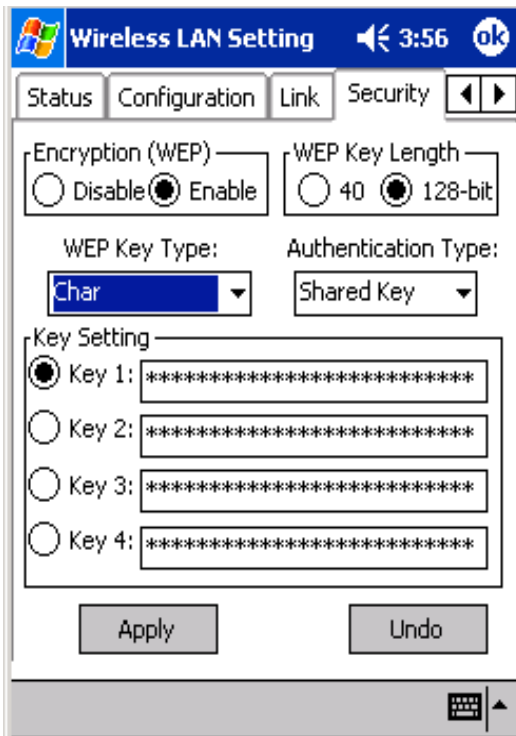 Wireless LAN Setting 3:56 ok
Status Configuration Link Security
Encryption (WEP) WEP Key Length
Disable Enable 40 128-bit
WEP Key Type: Authentication Type:
Char Shared Key
Key Setting
Key 1: **************************
Key 2: **************************
Key 3: **************************
Key 4: **************************
Apply Undo